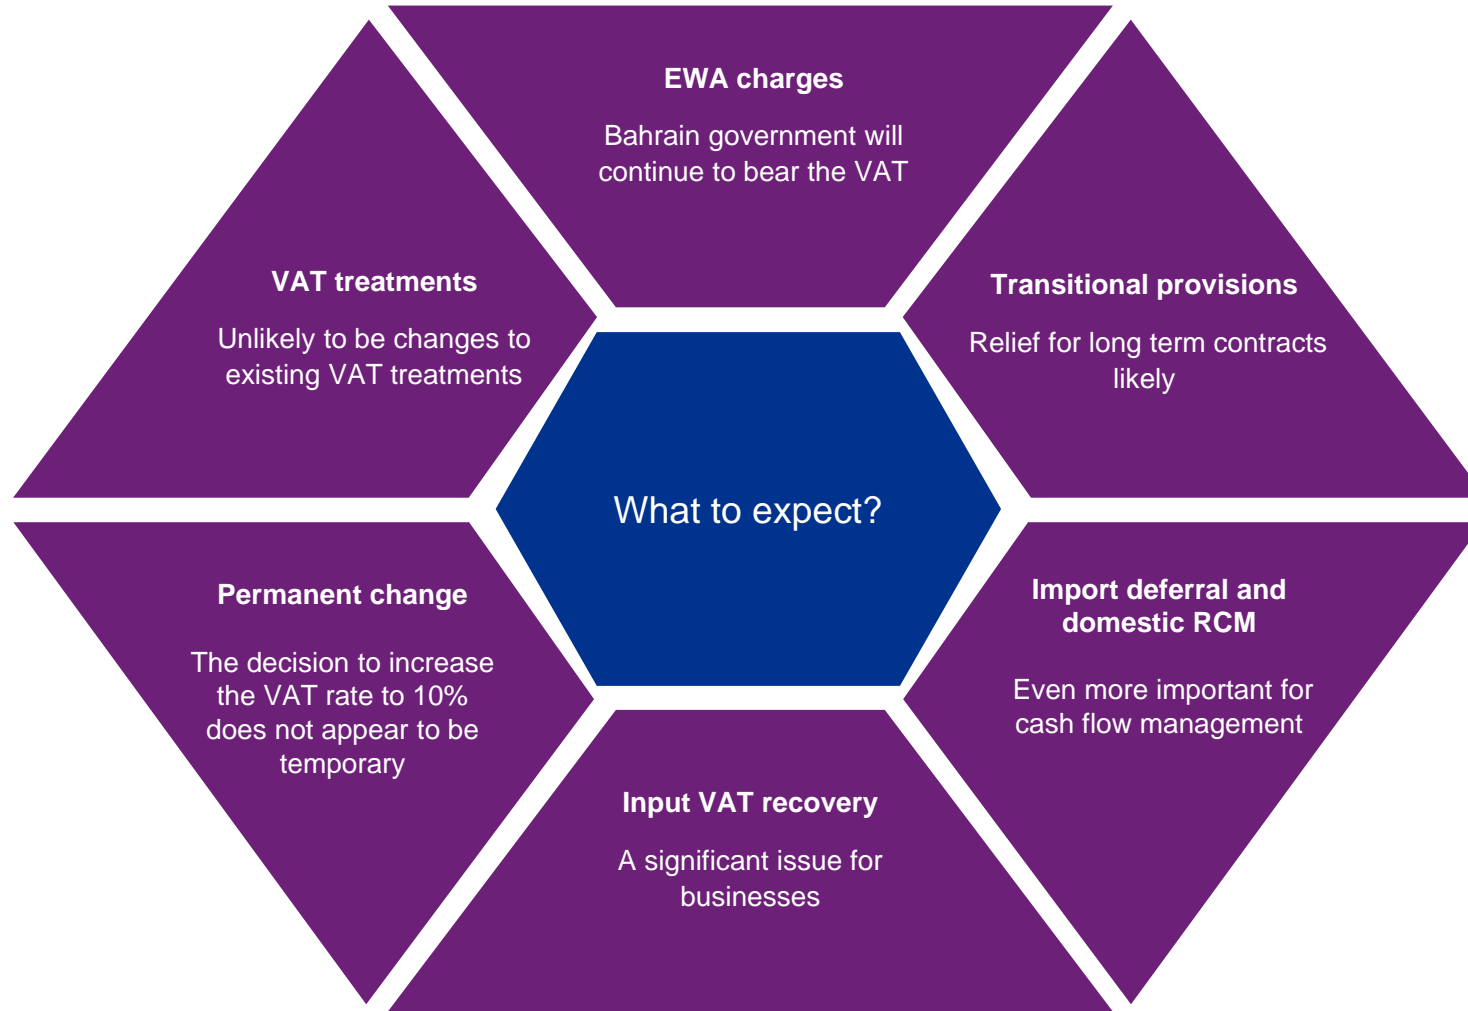 EWA charges
Bahrain government will
continue to bear the VAT
VAT treatments
Unlikely to be changes to
existing VAT treatments
Transitional provisions
Relief for long term contracts
likely
What to expect?
Permanent change
The decision to increase
the VAT rate to 10%
does not appear to be
temporary
Import deferral and
domestic RCM
Even more important for
cash flow management
Input VAT recovery
A significant issue for
businesses